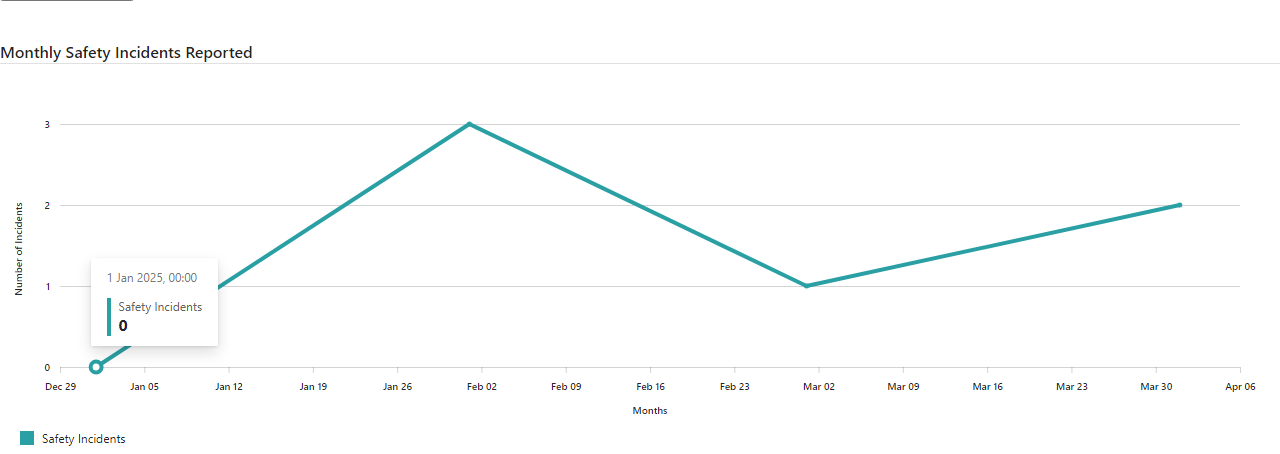 Monthly Safety Incidents Reported
3
2
1
0
Number of Incidents
1 Jan 2025, 00:00
Safety Incidents
0
Dec 29 Jan 05 Jan 12 Jan 19 Jan 26 Feb 02 Feb 09 Feb 16 Feb 23 Mar 02 Mar 09 Mar 16 Mar 23 Mar 30 Apr 06
Months
Safety Incidents